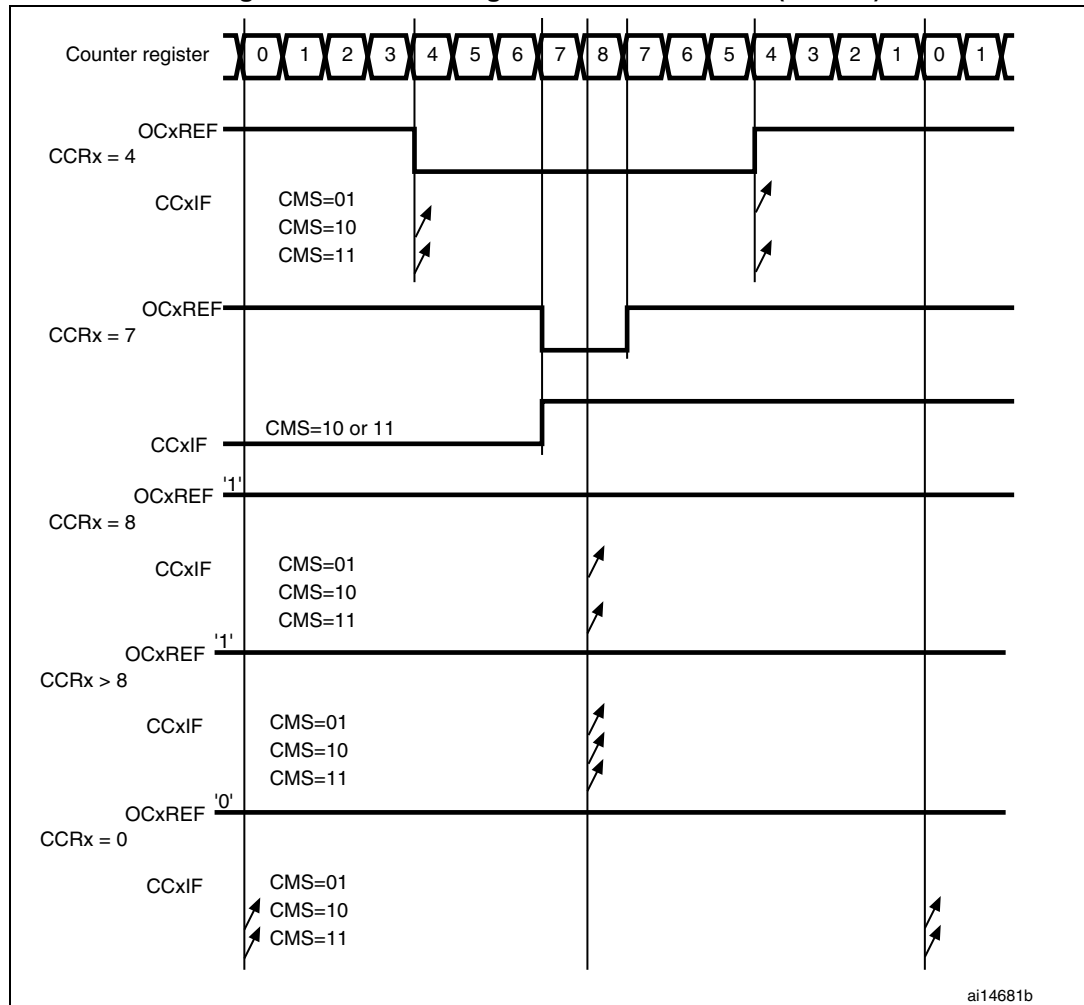 Counter register 0 1 2 3 4 5 6 7 8 7 6 5 4 3 2 1 0 1
OCxREF
CCRx = 4
CCxIF
CMS=01
CMS=10
CMS=11
OCxREF
CCRx = 7
CMS=10 or 11
CCxIF
'1'
OCxREF
CCRx = 8
CCxIF
CMS=01
CMS=10
CMS=11
'1'
OCxREF
CCRx > 8
CCxIF
CMS=01
CMS=10
CMS=11
'0'
OCxREF
CCRx = 0
CCxIF
CMS=01
CMS=10
CMS=11
ai14681b